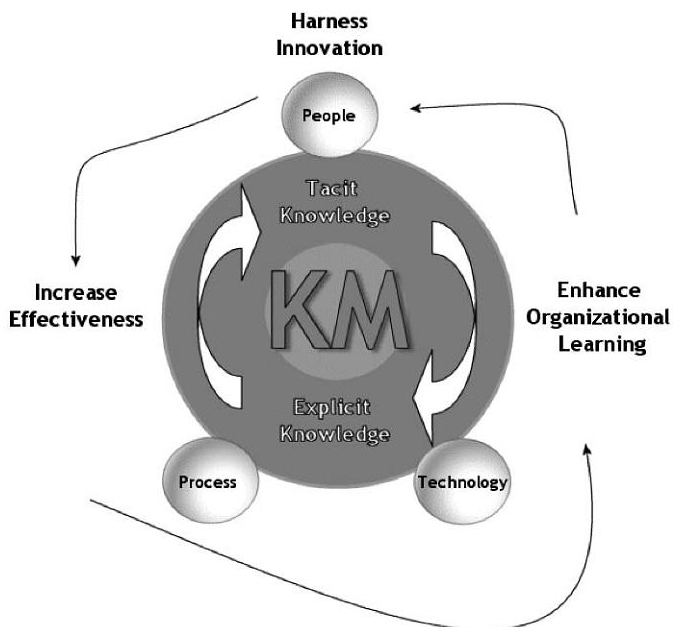 Harness
Innovation
People
Tacit
Knowledge
KM
Increase
Effectiveness
Enhance
Organizational
Learning
Explicit
Knowledge
Process
Technology